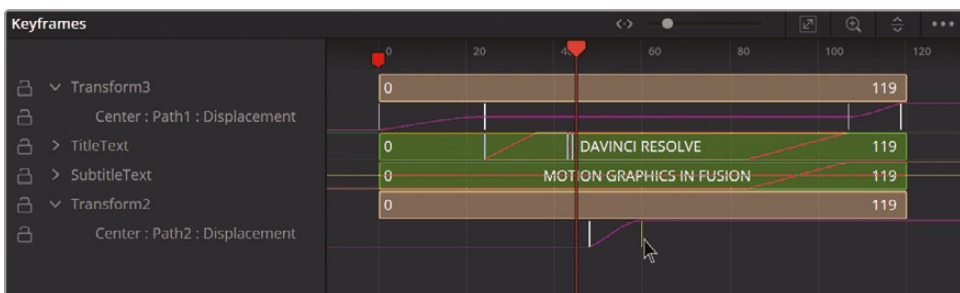 Keyframes
0 20 4 60 80 100 120
Transform3 0 119
Center : Path1 : Displacement
TitleText 0 DAVINCI RESOLVE 119
SubtitleText 0 MOTION GRAPHICS IN FUSION 119
Transform2 0 119
Center : Path2 : Displacement